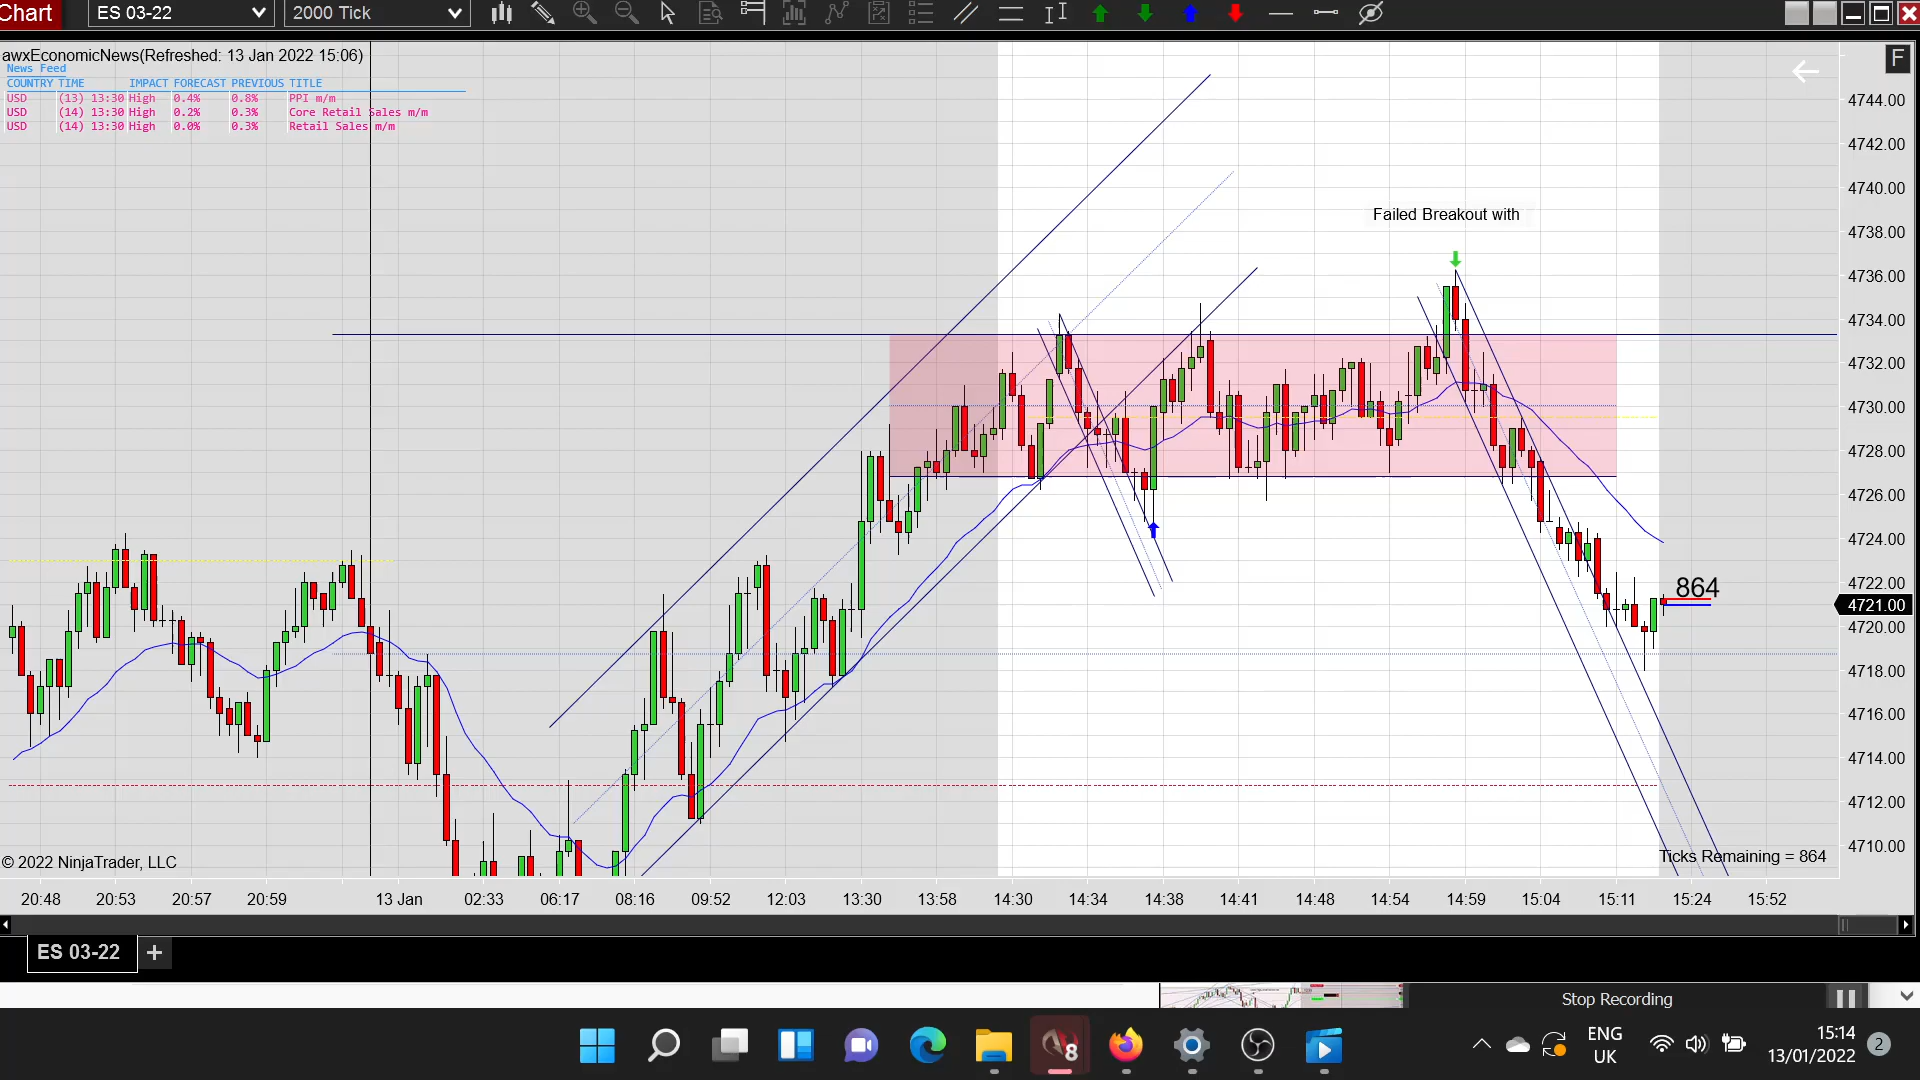 Chart
ES 03-22
2000 Tick
awxEconomicNews(Refreshed: 13 Jan 2022 15:06)
News Feed
COUNTRY TIME IMPACT FORECAST PREVIOUS TITLE
USD (13) 13:30 High 0.4% 0.8% PPI m/m
USD (14) 13:30 High 0.2% 0.3% Core Retail Sales m/m
USD (14) 13:30 High 0.0% 0.3% Retail Sales m/m
F
4744.00
4742.00
4740.00
Failed Breakout with
4738.00
4736.00
4734.00
4732.00
4730.00
4728.00
4726.00
4724.00
4722.00
864
4721.00
4720.00
4718.00
4716.00
4714.00
4712.00
4710.00
© 2022 NinjaTrader, LLC
Ticks Remaining = 864
20:48 20:53 20:57 20:59 13 Jan 02:33 06:17 08:16 09:52 12:03 13:30 13:58 14:30 14:34 14:38 14:41 14:48 14:54 14:59 15:04 15:11 15:24 15:52
ES 03-22 +
Stop Recording
8
ENG
UK
15:14
13/01/2022
2